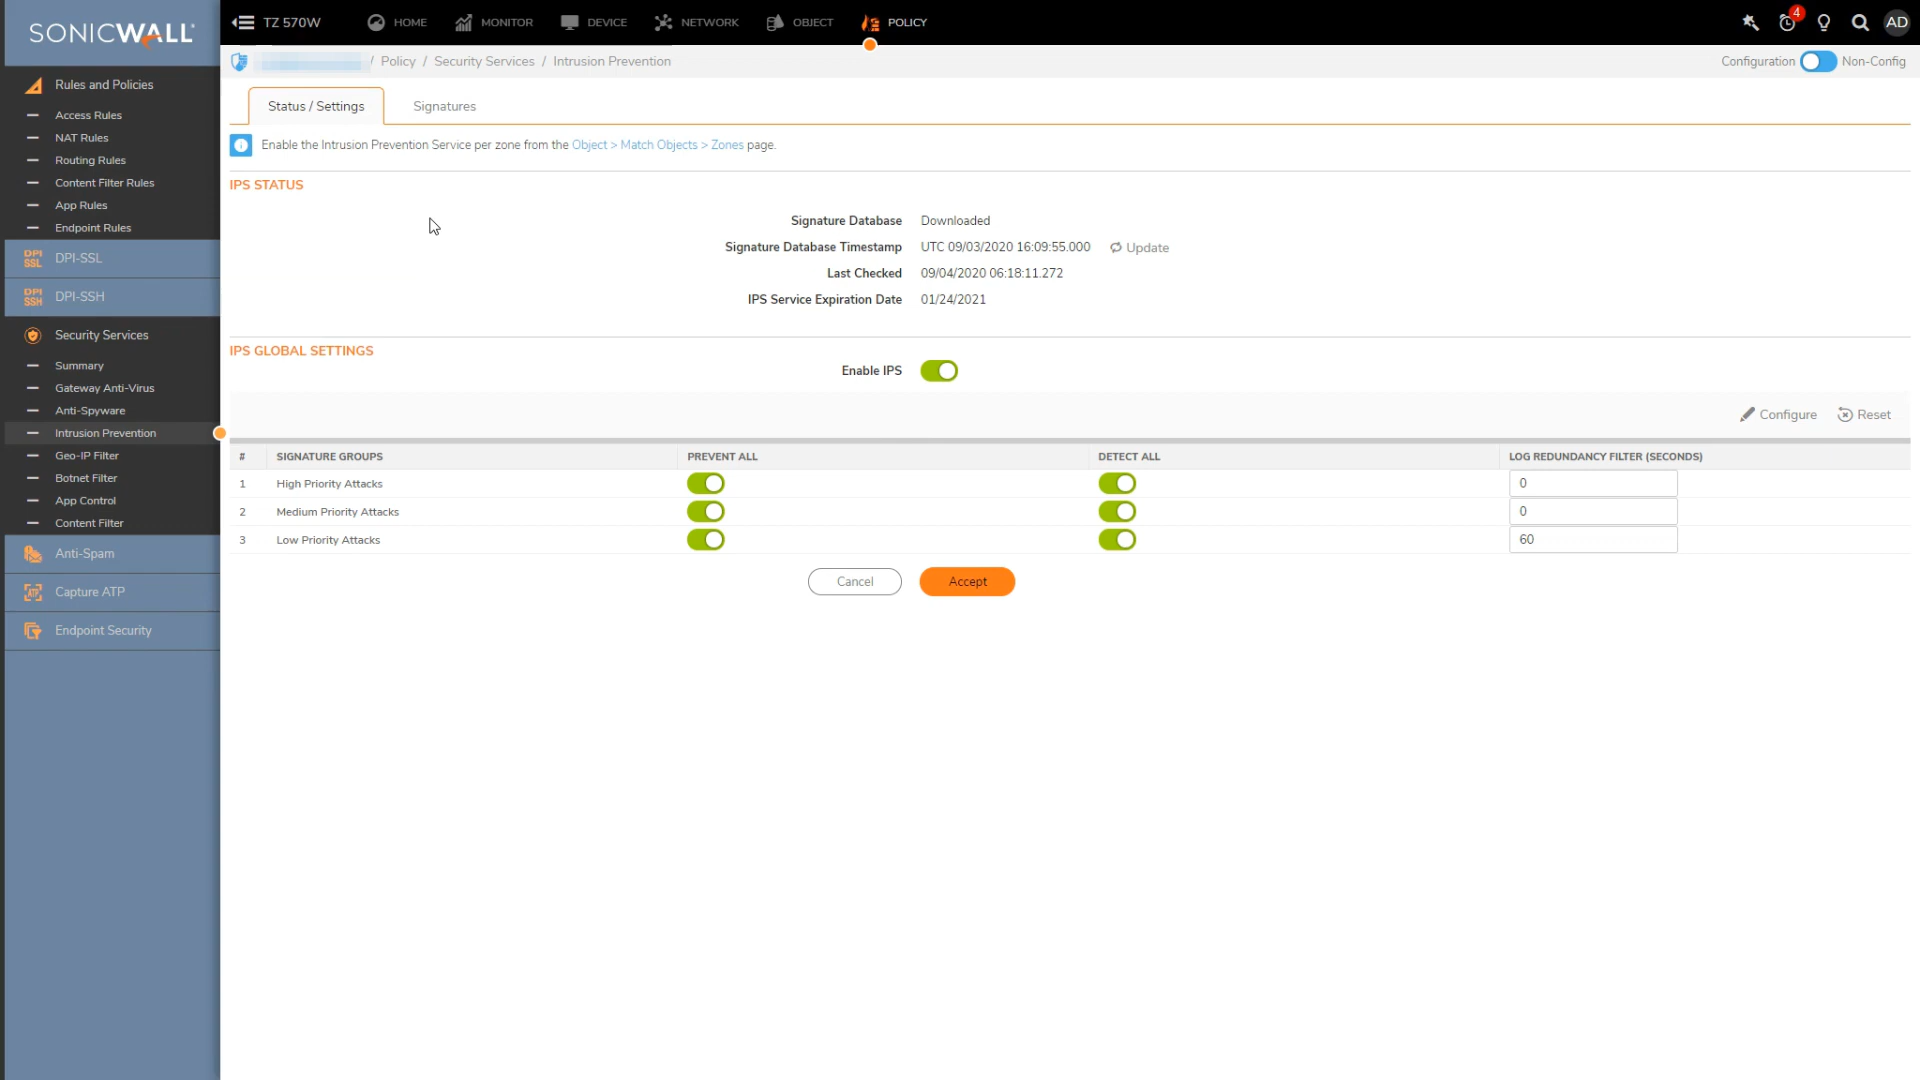 SONICWALL
TZ 570W
HOME
MONITOR
DEVICE
NETWORK
OBJECT
POLICY
4
AD
/ Policy / Security Services / Intrusion Prevention
Configuration
Non-Config
Rules and Policies
Access Rules
NAT Rules
Routing Rules
Content Filter Rules
App Rules
Endpoint Rules
DPI SSL
DPI-SSL
DPI SSH
DPI-SSH
Security Services
Summary
Gateway Anti-Virus
Anti-Spyware
Intrusion Prevention
Geo-IP Filter
Botnet Filter
App Control
Content Filter
Anti-Spam
ATP
Capture ATP
Endpoint Security
Status / Settings
Signatures
Enable the Intrusion Prevention Service per zone from the Object > Match Objects > Zones page.
IPS STATUS
Signature Database Downloaded
Signature Database Timestamp UTC 09/03/2020 16:09:55.000 Update
Last Checked 09/04/2020 06:18:11.272
IPS Service Expiration Date 01/24/2021
IPS GLOBAL SETTINGS
Enable IPS
Configure
Reset
# SIGNATURE GROUPS PREVENT ALL DETECT ALL LOG REDUNDANCY FILTER (SECONDS)
1 High Priority Attacks 0
2 Medium Priority Attacks 0
3 Low Priority Attacks 60
Cancel
Accept